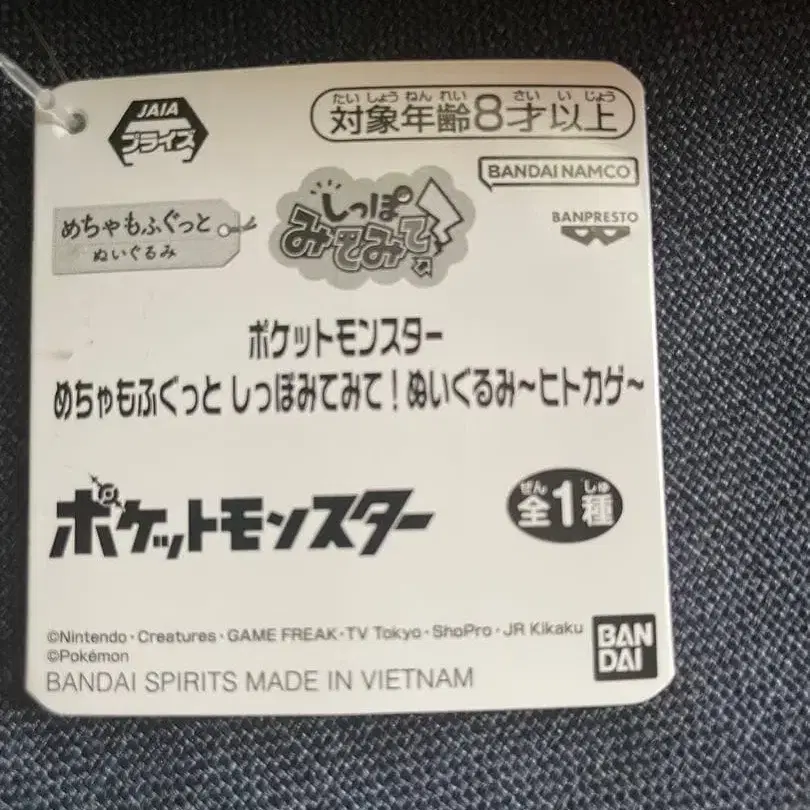 JAIA
プライズ
たいしょうねんれい さいいじょう
対象年齢8才以上
BANDAI NAMCO
BANPRESTO
めちゃもふぐっと
ぬいぐるみ
しっぽ
みてみて!
ポケットモンスター
めちゃもふぐっと しっぽみてみて!ぬいぐるみ~ヒトカゲ~
ポケットモンスター
ぜん しゅ
全1種
©Nintendo・Creatures・GAME FREAK・TV Tokyo・ShoPro・JR Kikaku
©Pokémon
BANDAI SPIRITS MADE IN VIETNAM
BAN
DAI